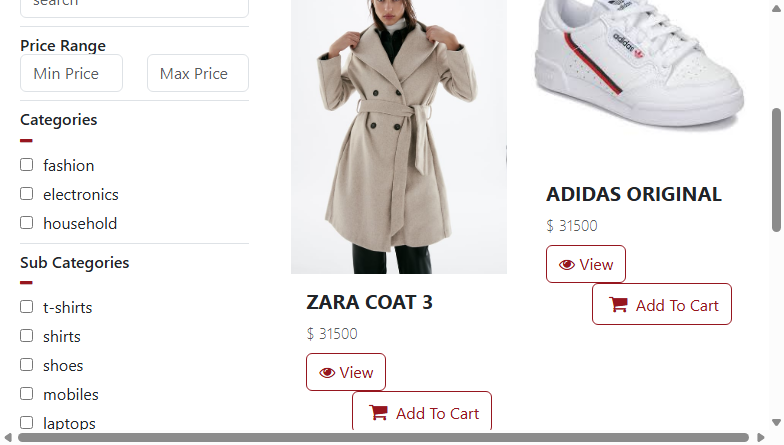 search
Price Range
Min Price
Max Price
Categories
fashion
electronics
household
Sub Categories
t-shirts
shirts
shoes
mobiles
laptops
ZARA COAT 3
$ 31500
View
Add To Cart
adidas
ADIDAS ORIGINAL
$ 31500
View
Add To Cart